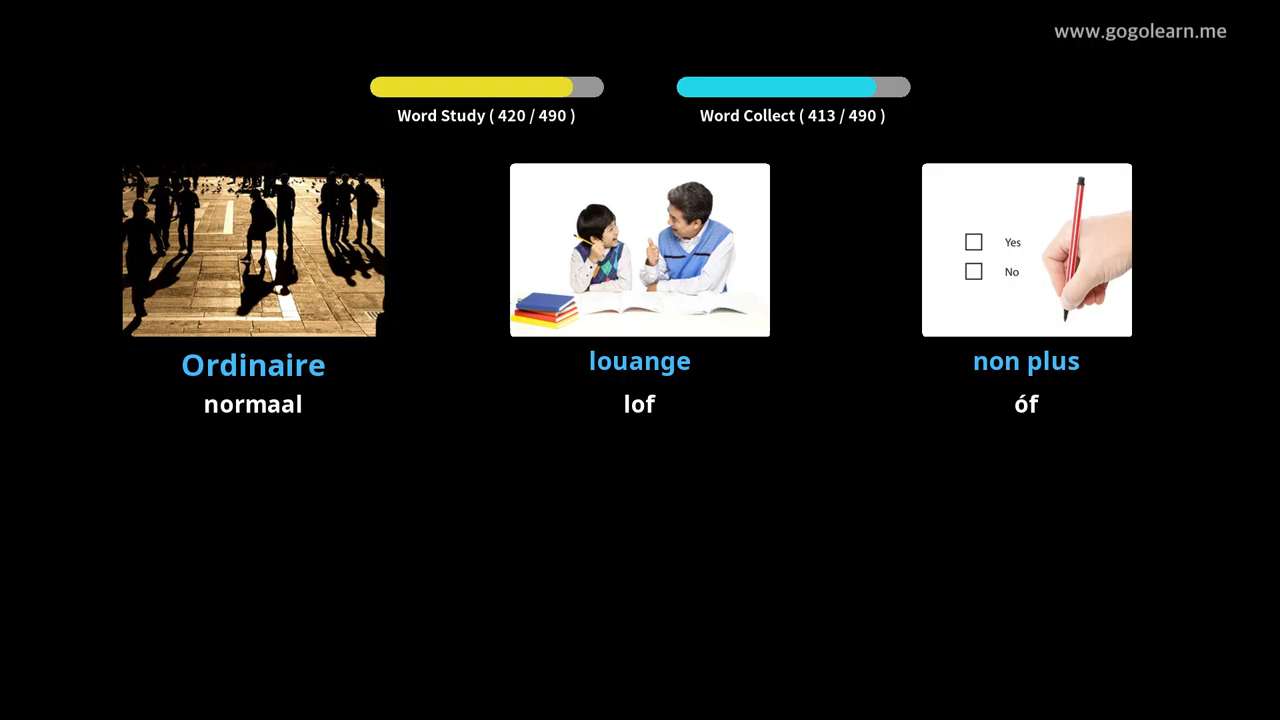 www.gogolearn.me
Word Study ( 420 / 490 )
Word Collect ( 413 / 490 )
Yes
No
Ordinaire
louange
non plus
normaal
lof
óf